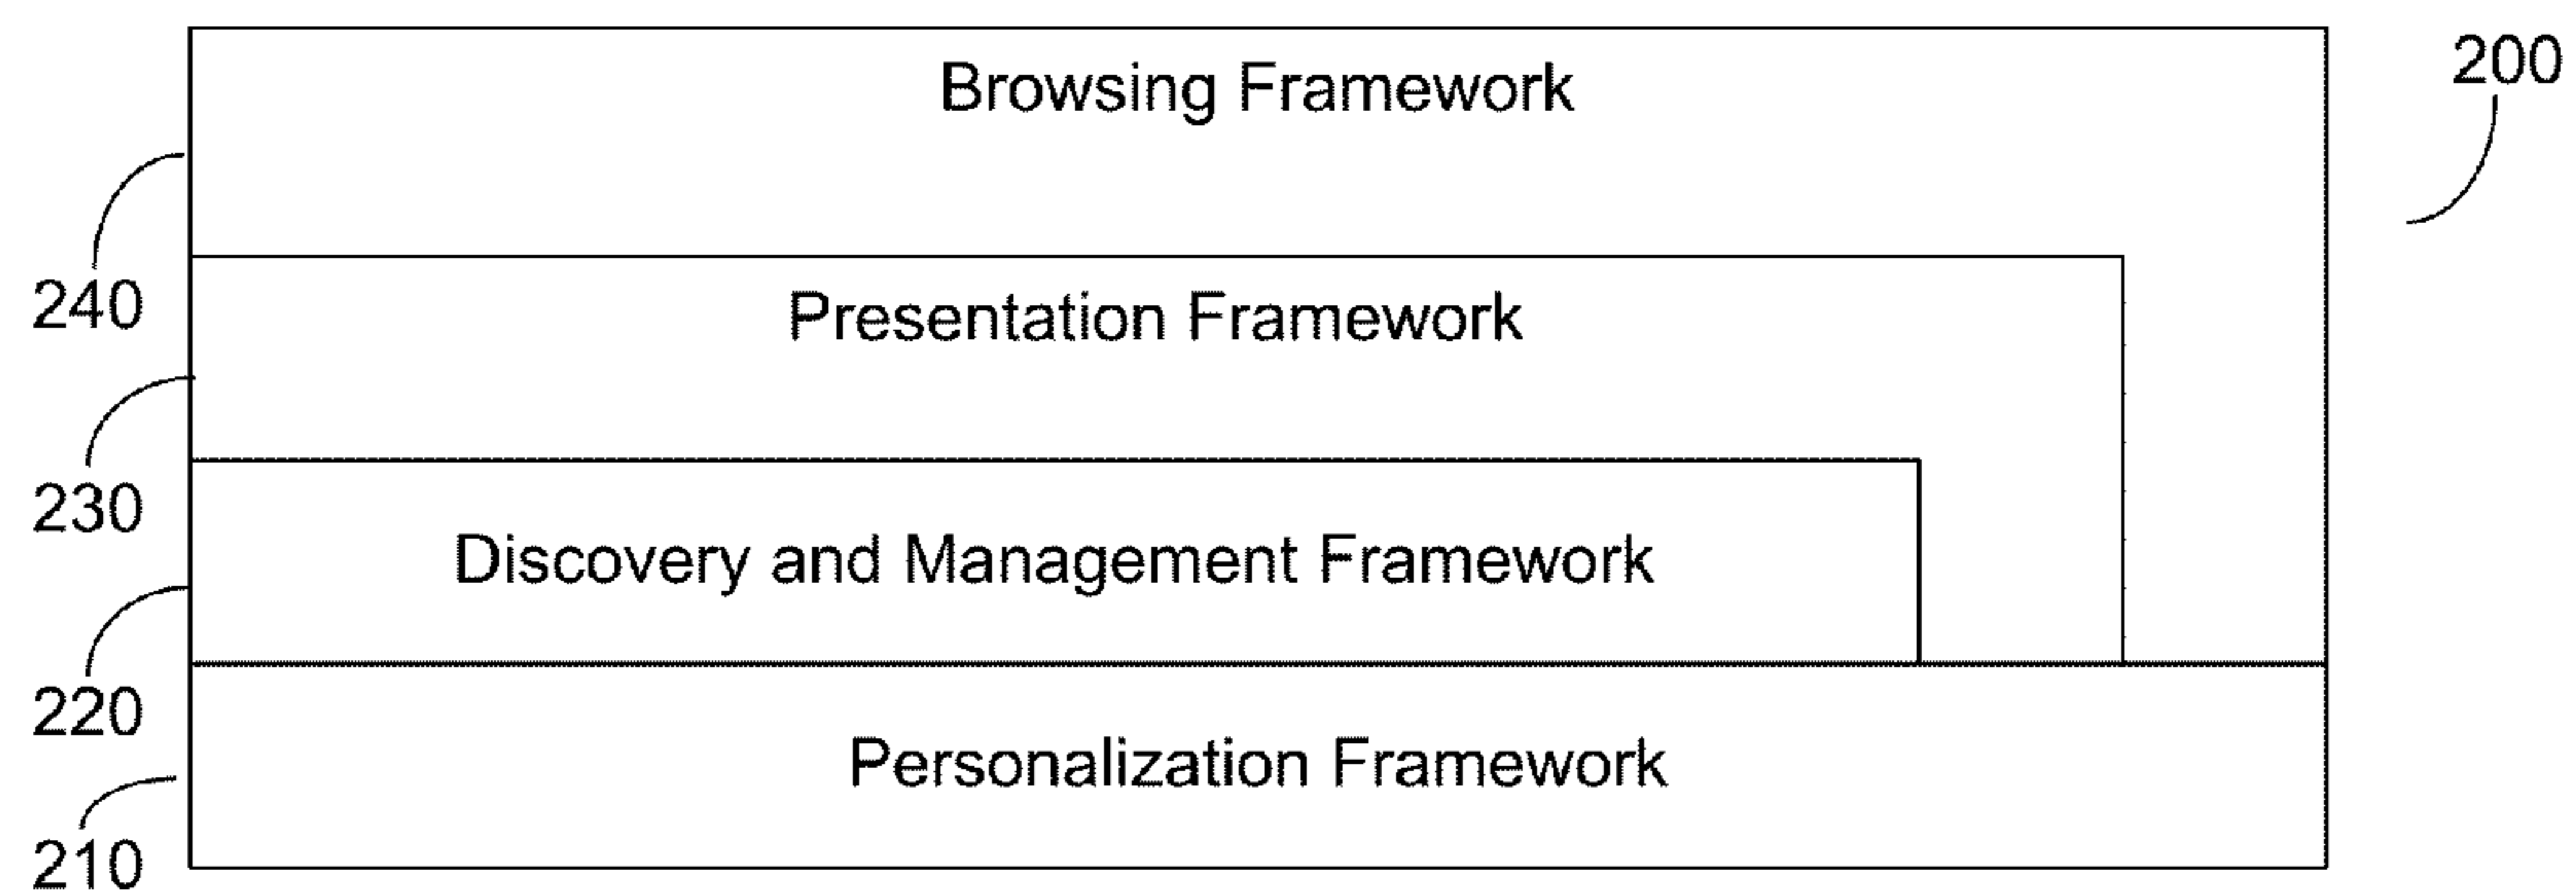 Browsing Framework
200
240
Presentation Framework
230
Discovery and Management Framework
220
Personalization Framework
210